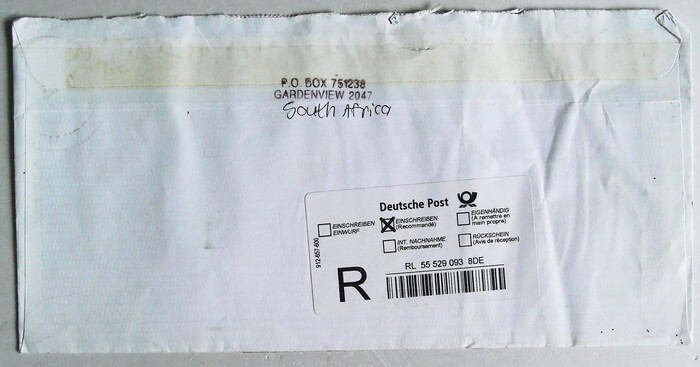 P.O. BOX 751238
GARDENVIEW 2047
South Africa
Deutsche Post
EINSCHREIBEN EINWURF
EINSCHREIBEN (Recommandé)
EIGENHÄNDIG (A remettre en main propre)
INT. NACHNAHME (Remboursement)
RÜCKSCHEIN (Avis de réception)
912-657-600
R
RL 55 529 093 8DE